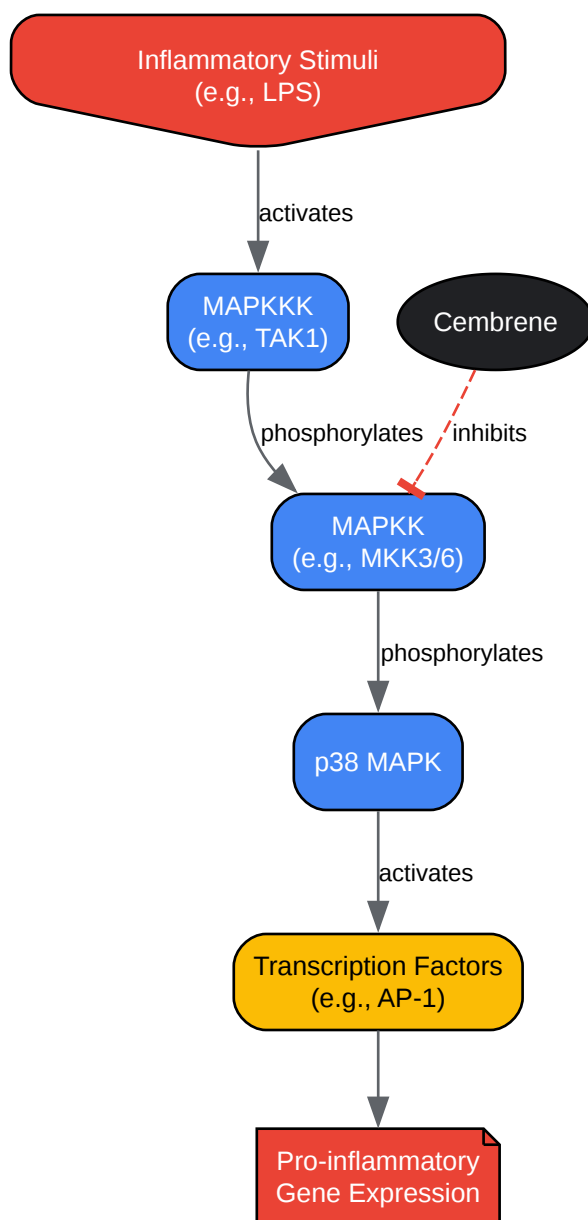 Inflammatory Stimuli
(e.g., LPS)
activates
MAPKKK
(e.g., TAK1)
Cembrene
phosphorylates
inhibits
MAPKK
(e.g., MKK3/6)
phosphorylates
p38 MAPK
activates
Transcription Factors
(e.g., AP-1)
Pro-inflammatory
Gene Expression